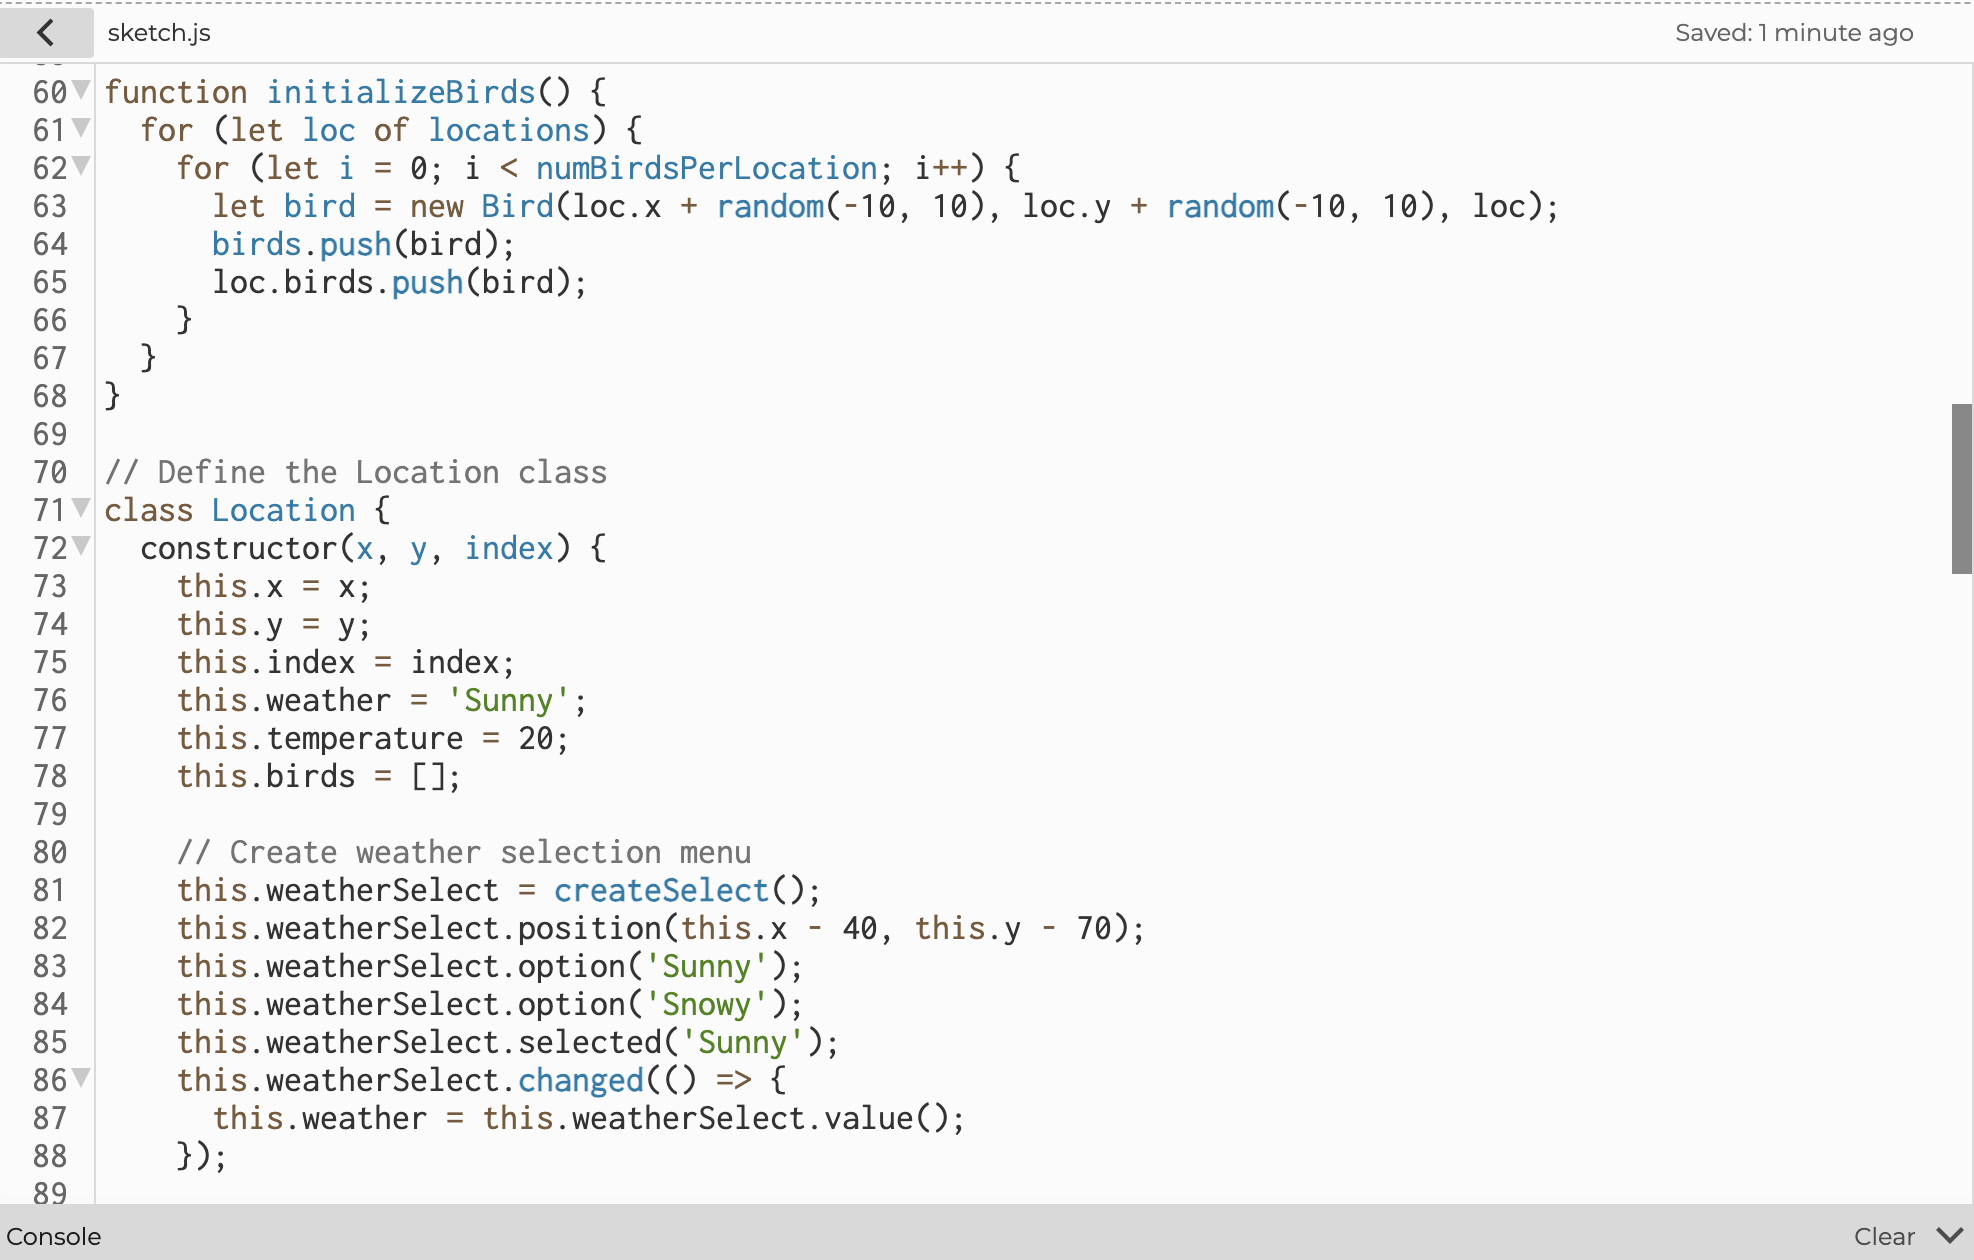 sketch.js
Saved: 1 minute ago
60 function initializeBirds() {
61   for (let loc of locations) {
62     for (let i = 0; i < numBirdsPerLocation; i++) {
63       let bird = new Bird(loc.x + random(-10, 10), loc.y + random(-10, 10), loc);
64       birds.push(bird);
65       loc.birds.push(bird);
66     }
67   }
68 }
69
70 // Define the Location class
71 class Location {
72   constructor(x, y, index) {
73     this.x = x;
74     this.y = y;
75     this.index = index;
76     this.weather = 'Sunny';
77     this.temperature = 20;
78     this.birds = [];
79
80     // Create weather selection menu
81     this.weatherSelect = createSelect();
82     this.weatherSelect.position(this.x - 40, this.y - 70);
83     this.weatherSelect.option('Sunny');
84     this.weatherSelect.option('Snowy');
85     this.weatherSelect.selected('Sunny');
86     this.weatherSelect.changed(() => {
87       this.weather = this.weatherSelect.value();
88     });
89
Console
Clear